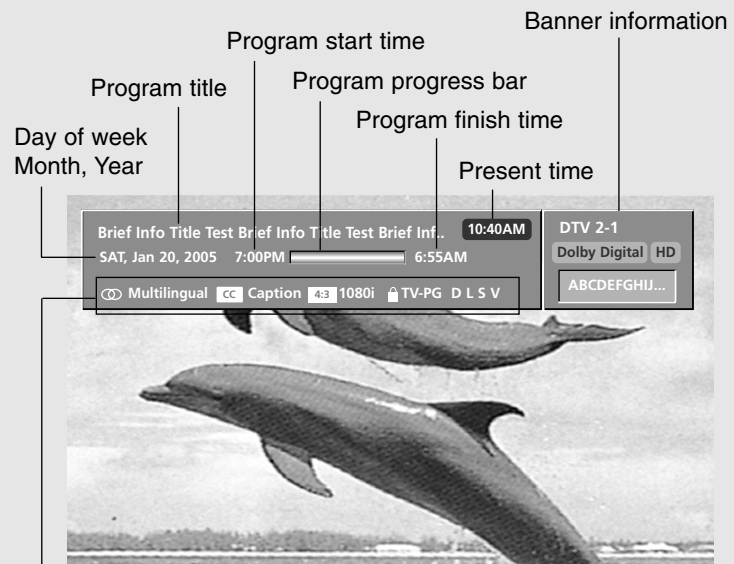 Banner information
Program start time
Program title
Program progress bar
Program finish time
Day of week
Month, Year
Present time
Brief Info Title Test Brief Info Title Test Brief Inf..
10:40AM
DTV 2-1
SAT, Jan 20, 2005 7:00PM 6:55AM
Dolby Digital HD
Multilingual CC Caption 4:3 1080i TV-PG D L S V
ABCDEFGHIJ...